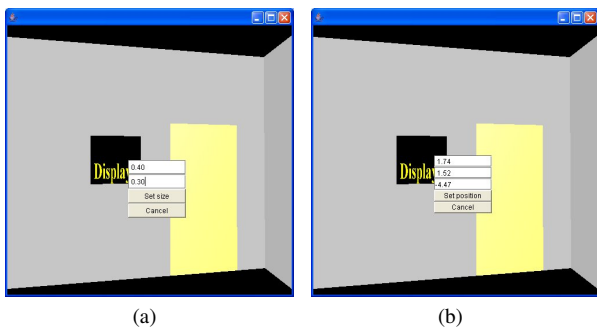 Display
0.40
0.30
Set size
Cancel
(a)
Display
1.74
1.52
-4.47
Set position
Cancel
(b)